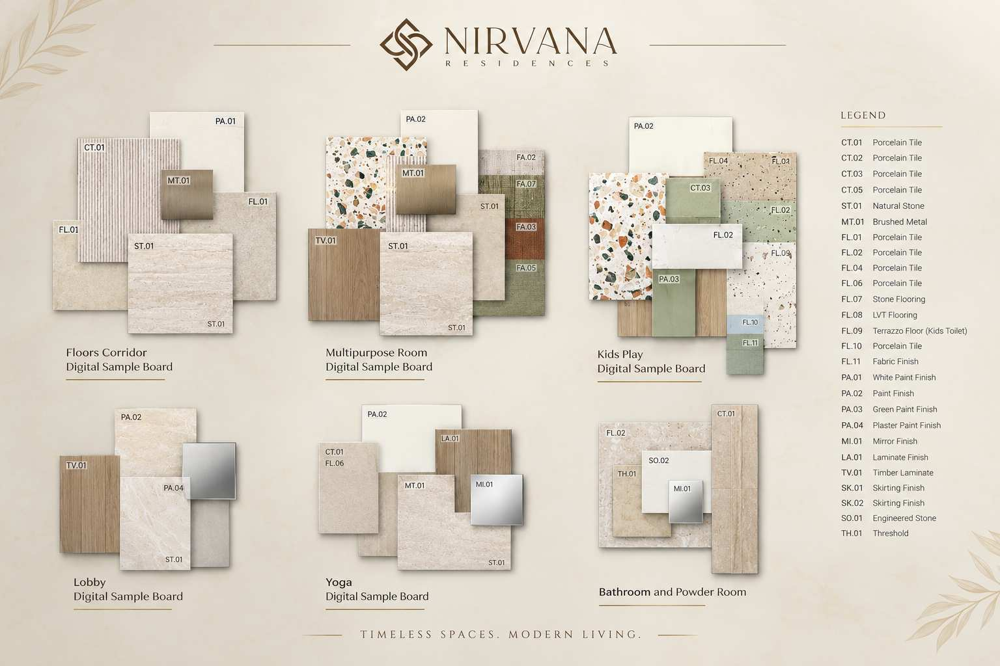 NIRVANA
RESIDENCES
PA.01
CT.01
MT.01
FL.01
FL.01
ST.01
ST.01
Floors Corridor
Digital Sample Board
PA.02
FA.02
MT.01
FA.07
ST.01
FA.03
TV.01
ST.01
FA.05
ST.01
Multipurpose Room
Digital Sample Board
PA.02
FL.04
CT.03
FL.02
FL.02
FL.09
PA.03
FL.10
FL.11
Kids Play
Digital Sample Board
PA.02
TV.01
PA.04
ST.01
Lobby
Digital Sample Board
PA.02
LA.01
CT.01
FL.06
MT.01
MI.01
ST.01
Yoga
Digital Sample Board
CT.01
FL.02
SO.02
TH.01
MI.01
Bathroom and Powder Room
LEGEND
CT.01 Porcelain Tile
CT.02 Porcelain Tile
CT.03 Porcelain Tile
CT.05 Porcelain Tile
ST.01 Natural Stone
MT.01 Brushed Metal
FL.01 Porcelain Tile
FL.02 Porcelain Tile
FL.04 Porcelain Tile
FL.06 Porcelain Tile
FL.07 Stone Flooring
FL.08 LVT Flooring
FL.09 Terrazzo Floor (Kids Toilet)
FL.10 Porcelain Tile
FL.11 Fabric Finish
PA.01 White Paint Finish
PA.02 Paint Finish
PA.03 Green Paint Finish
PA.04 Plaster Paint Finish
MI.01 Mirror Finish
LA.01 Laminate Finish
TV.01 Timber Laminate
SK.01 Skirting Finish
SK.02 Skirting Finish
SO.01 Engineered Stone
TH.01 Threshold
TIMELESS SPACES. MODERN LIVING.